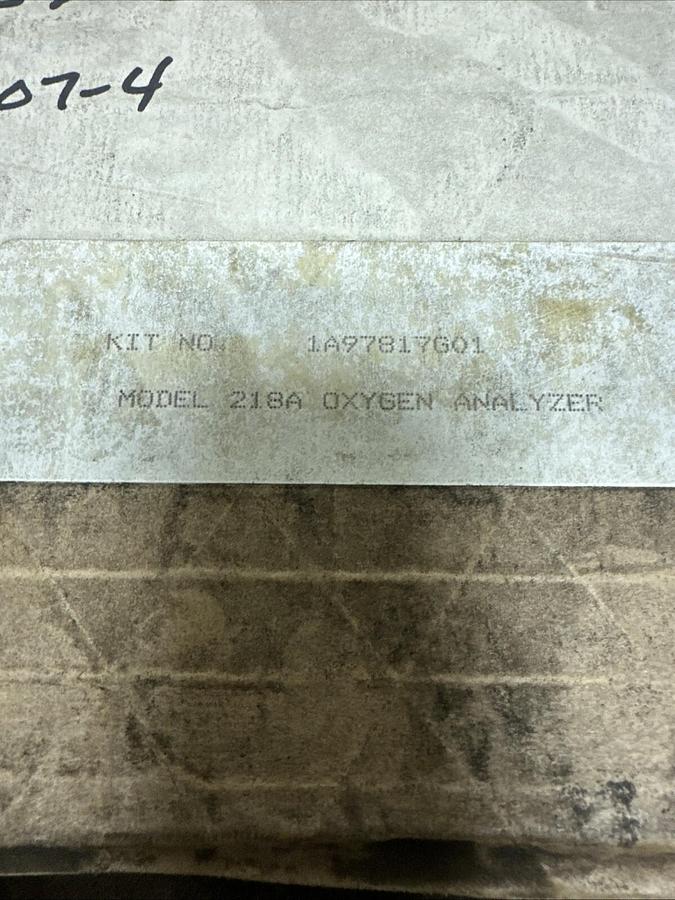 07-4
KIT NO. 1A97817G01
MODEL 218A OXYGEN ANALYZER